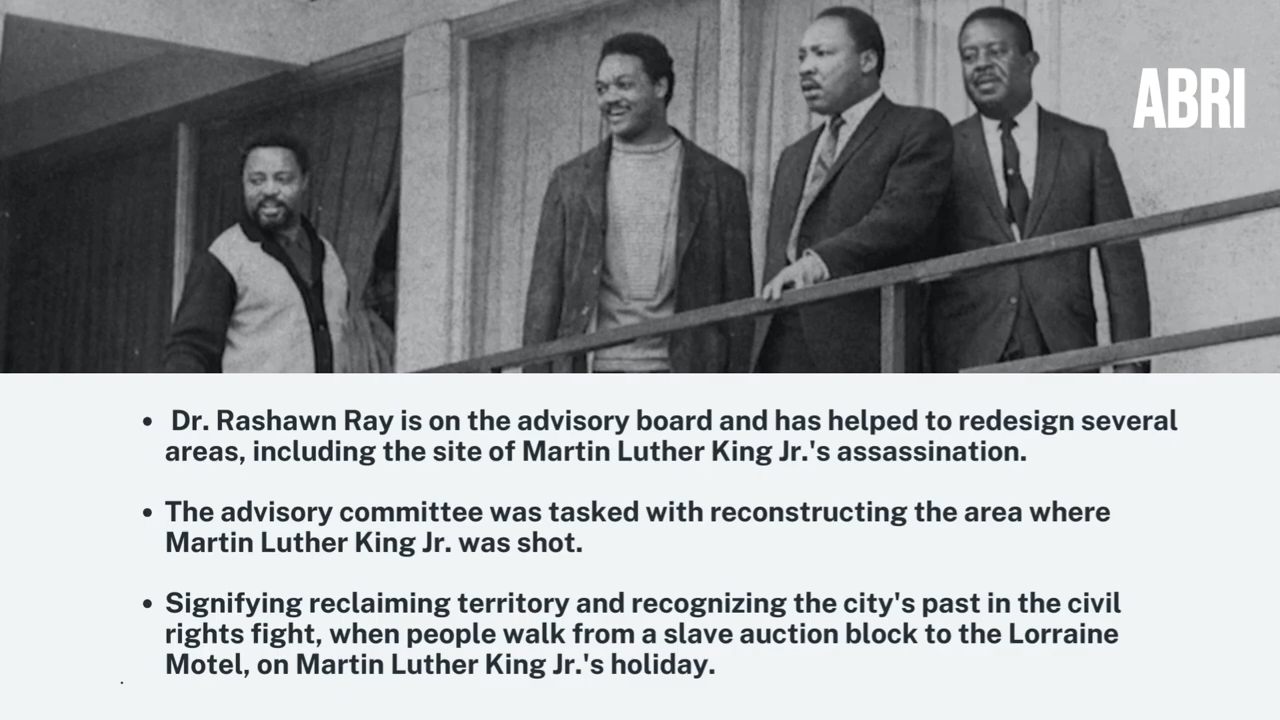 ABRI
• Dr. Rashawn Ray is on the advisory board and has helped to redesign several
areas, including the site of Martin Luther King Jr.'s assassination.
• The advisory committee was tasked with reconstructing the area where
Martin Luther King Jr. was shot.
• Signifying reclaiming territory and recognizing the city's past in the civil
rights fight, when people walk from a slave auction block to the Lorraine
Motel, on Martin Luther King Jr.'s holiday.
.